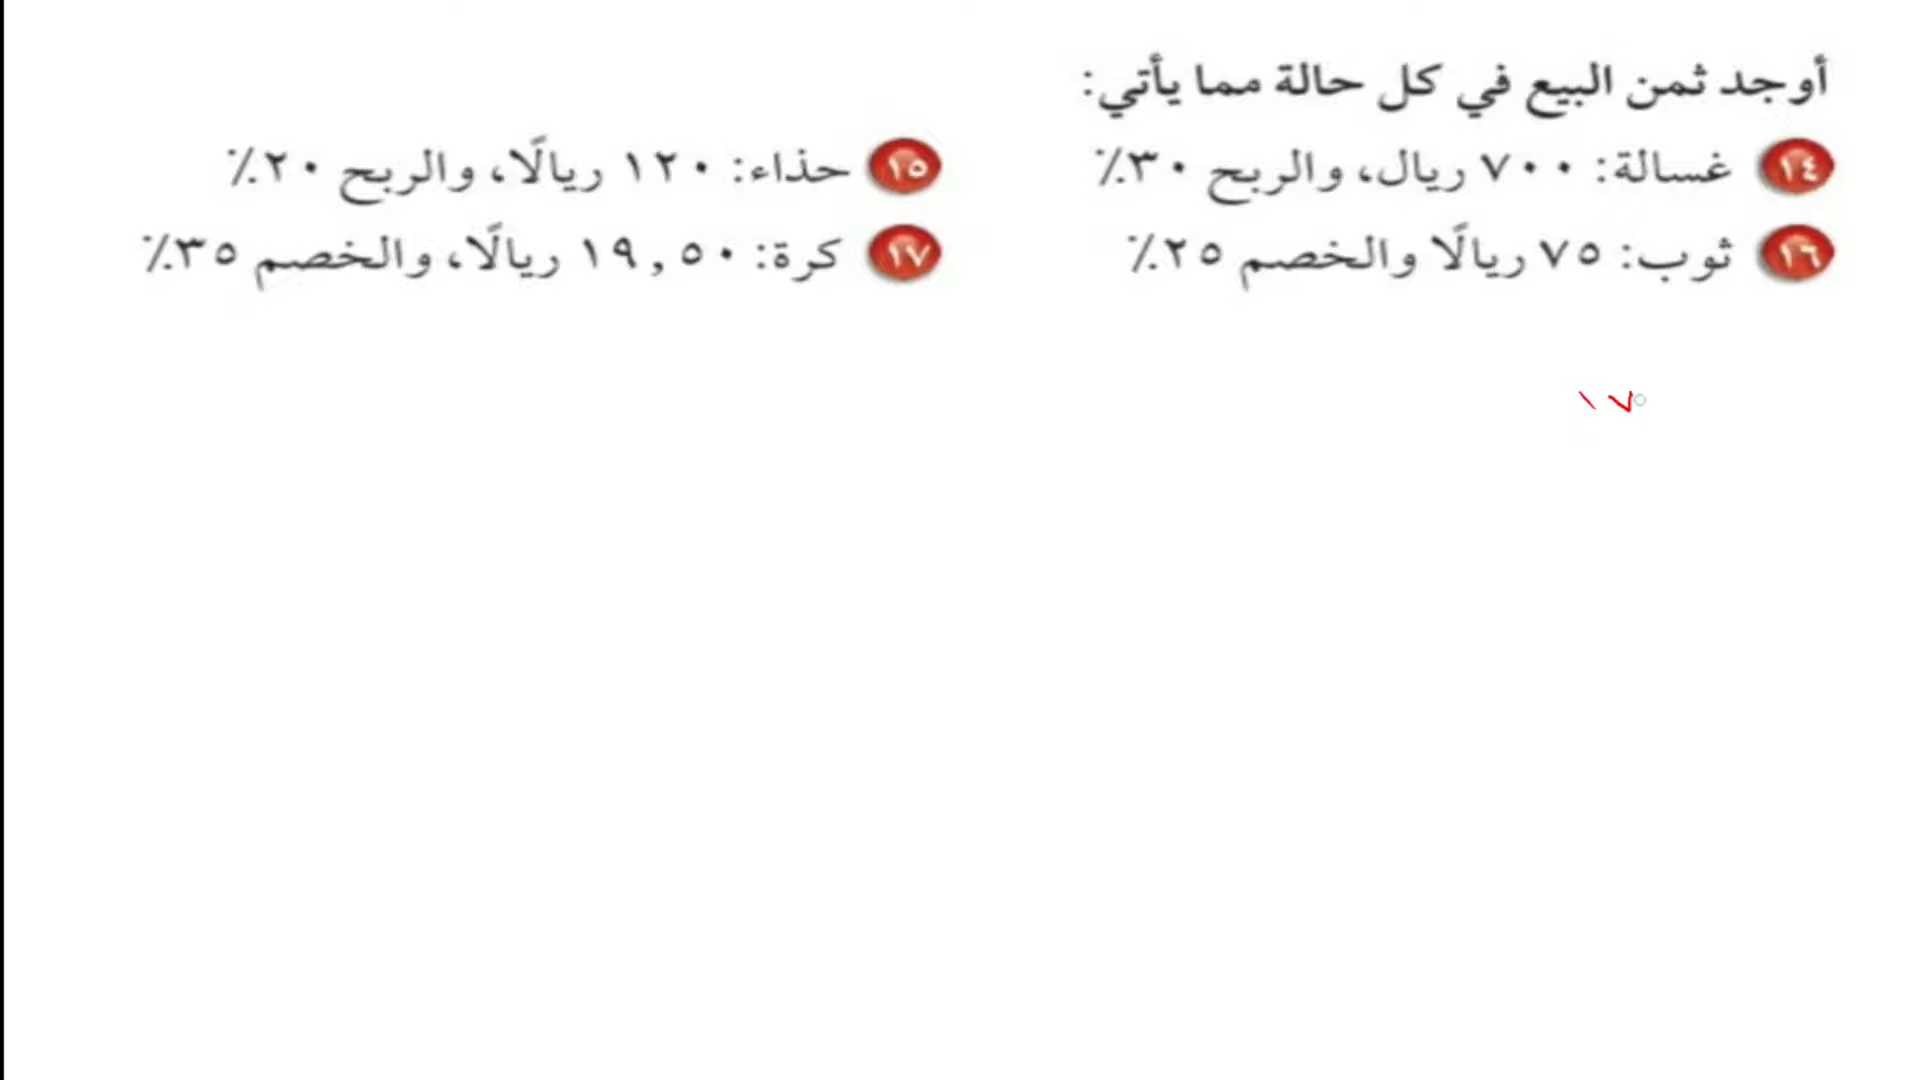 أوجد ثمن البيع في كل حالة مما يأتي:
١٤ غسالة: ٧٠٠ ريال، والربح ٣٠٪ ١٥ حذاء: ١٢٠ ريالًا، والربح ٢٠٪
١٦ ثوب: ٧٥ ريالًا والخصم ٢٥٪ ١٧ كرة: ١٩,٥٠ ريالًا، والخصم ٣٥٪
١٧